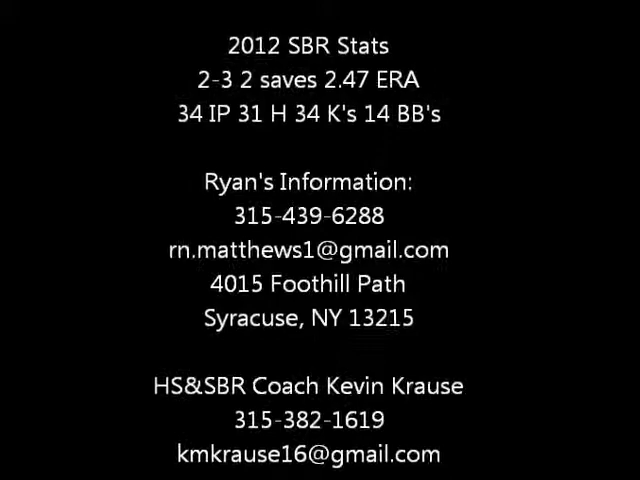 2012 SBR Stats
2-3 2 saves 2.47 ERA
34 IP 31 H 34 K's 14 BB's
Ryan's Information:
315-439-6288
rn.matthews1@gmail.com
4015 Foothill Path
Syracuse, NY 13215
HS&SBR Coach Kevin Krause
315-382-1619
kmkrause16@gmail.com